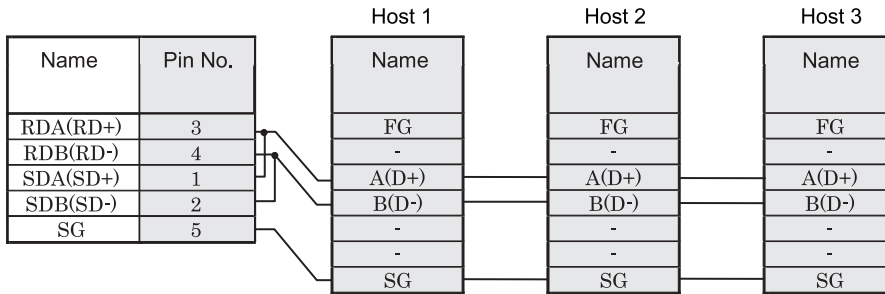 Host 1 Host 2 Host 3
Name Pin No. Name Name Name
RDA(RD+) 3 FG FG FG
RDB(RD-) 4 - - -
SDA(SD+) 1 A(D+) A(D+) A(D+)
SDB(SD-) 2 B(D-) B(D-) B(D-)
SG 5 - - -
- - -
SG SG SG